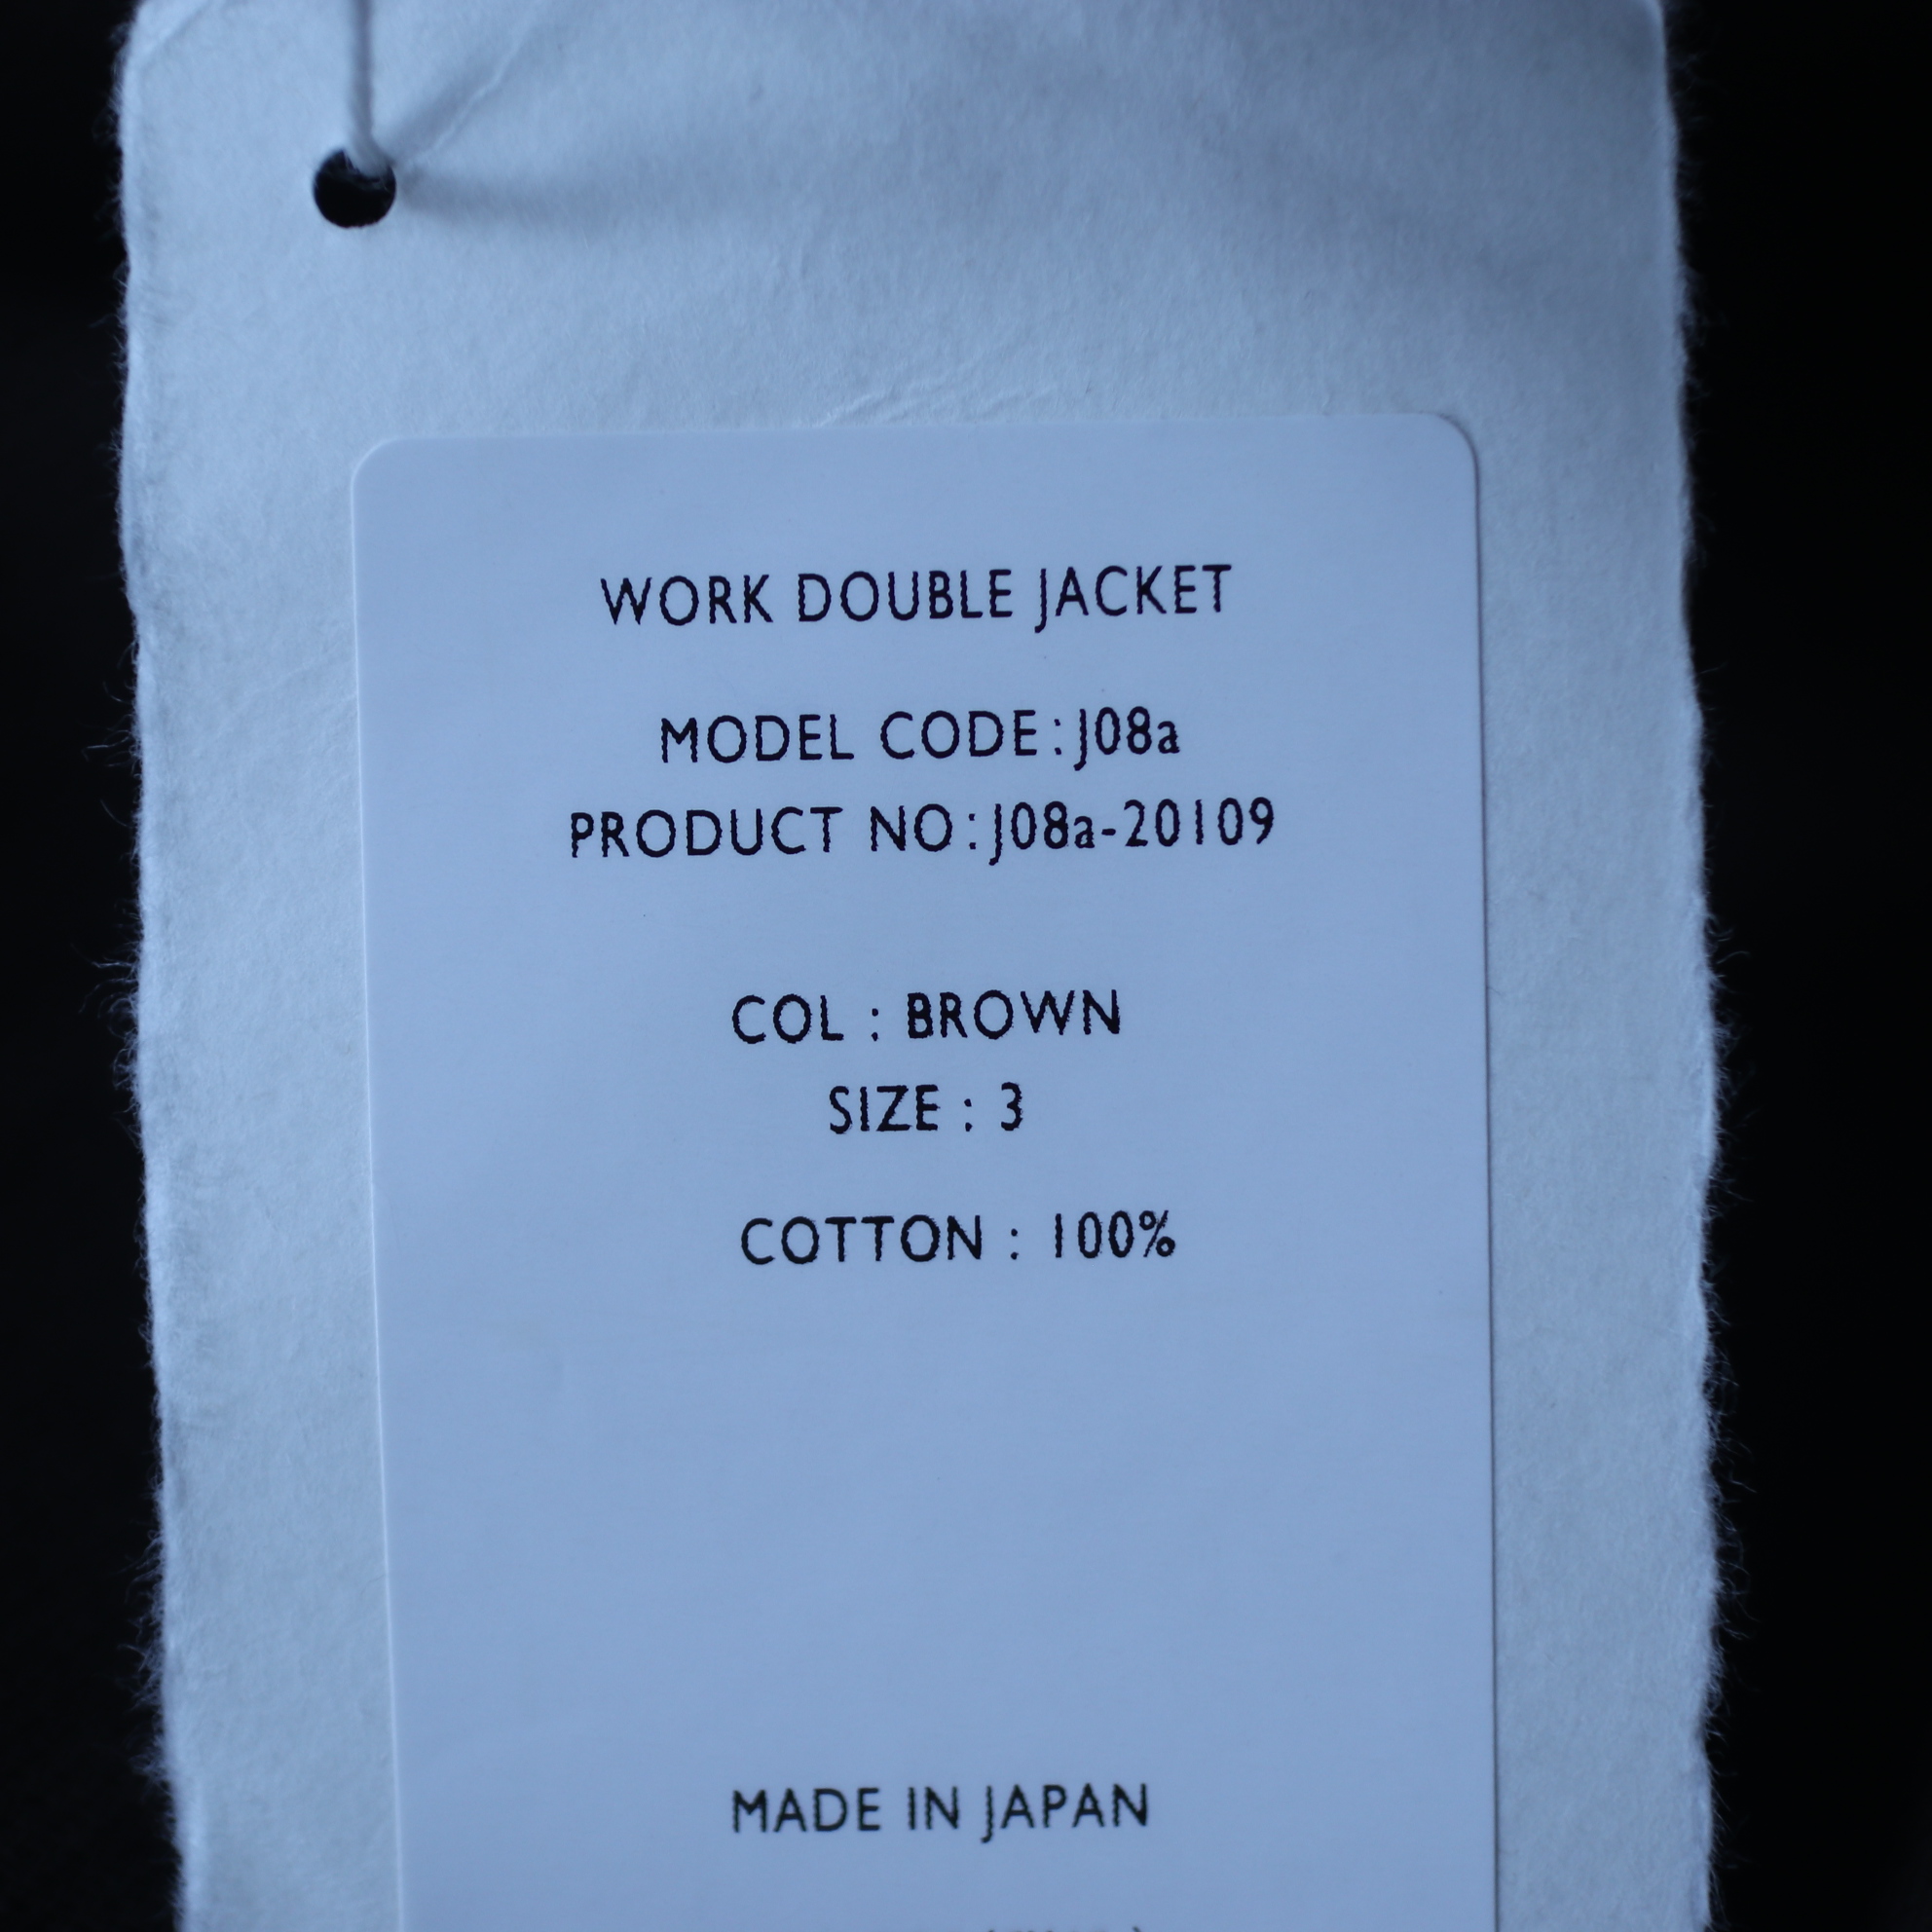 WORK DOUBLE JACKET
MODEL CODE:J08a
PRODUCT NO:J08a-20109
COL : BROWN
SIZE : 3
COTTON : 100%
MADE IN JAPAN